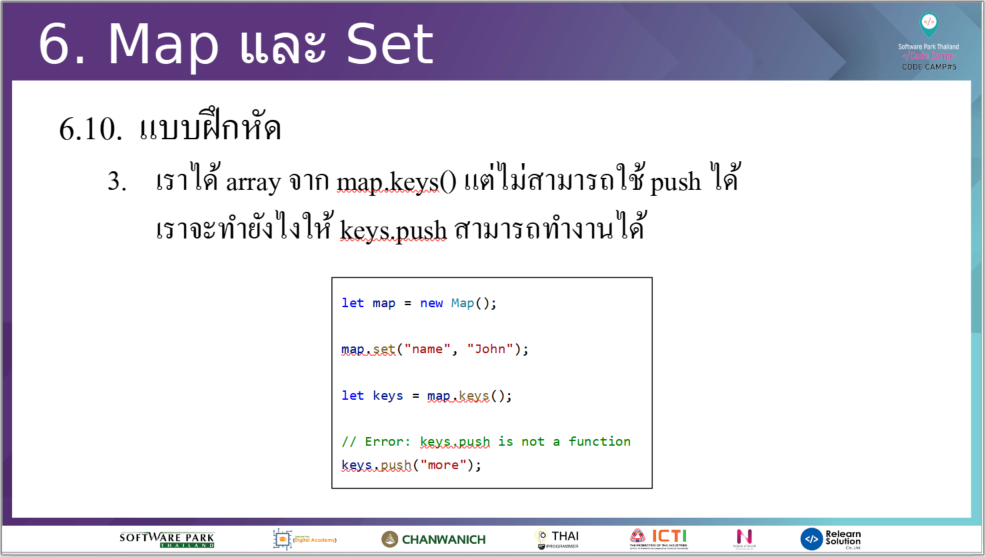 6. Map และ Set
Software Park Thailand
</Code Camp>
CODE CAMP#5
6.10. แบบฝึกหัด
3. เราได้ array จาก map.keys() แต่ไม่สามารถใช้ push ได้
เราจะทำยังไงให้ keys.push สามารถทำงานได้
let map = new Map();
map.set("name", "John");
let keys = map.keys();
// Error: keys.push is not a function
keys.push("more");
SOFTWARE PARK
THAILAND
Digital Academy
CHANWANICH
THAI
PROGRAMMER
ICTI
N
Relearn
Solution
Co., Ltd.